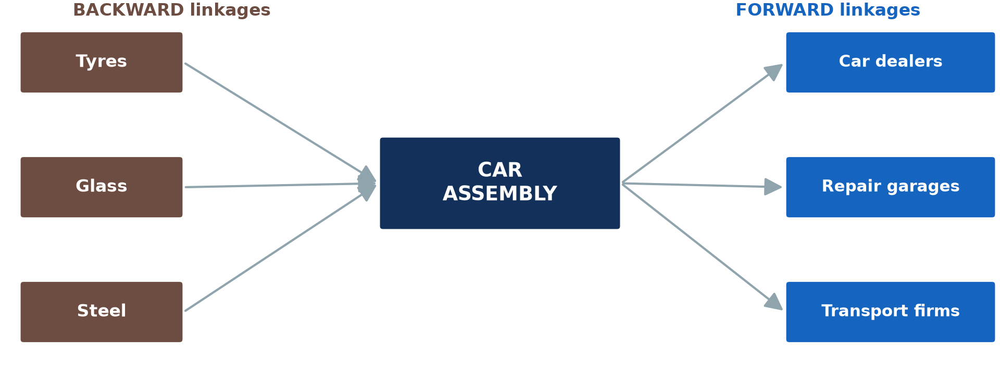 BACKWARD linkages
FORWARD linkages
Tyres
Car dealers
Glass
CAR
ASSEMBLY
Repair garages
Steel
Transport firms